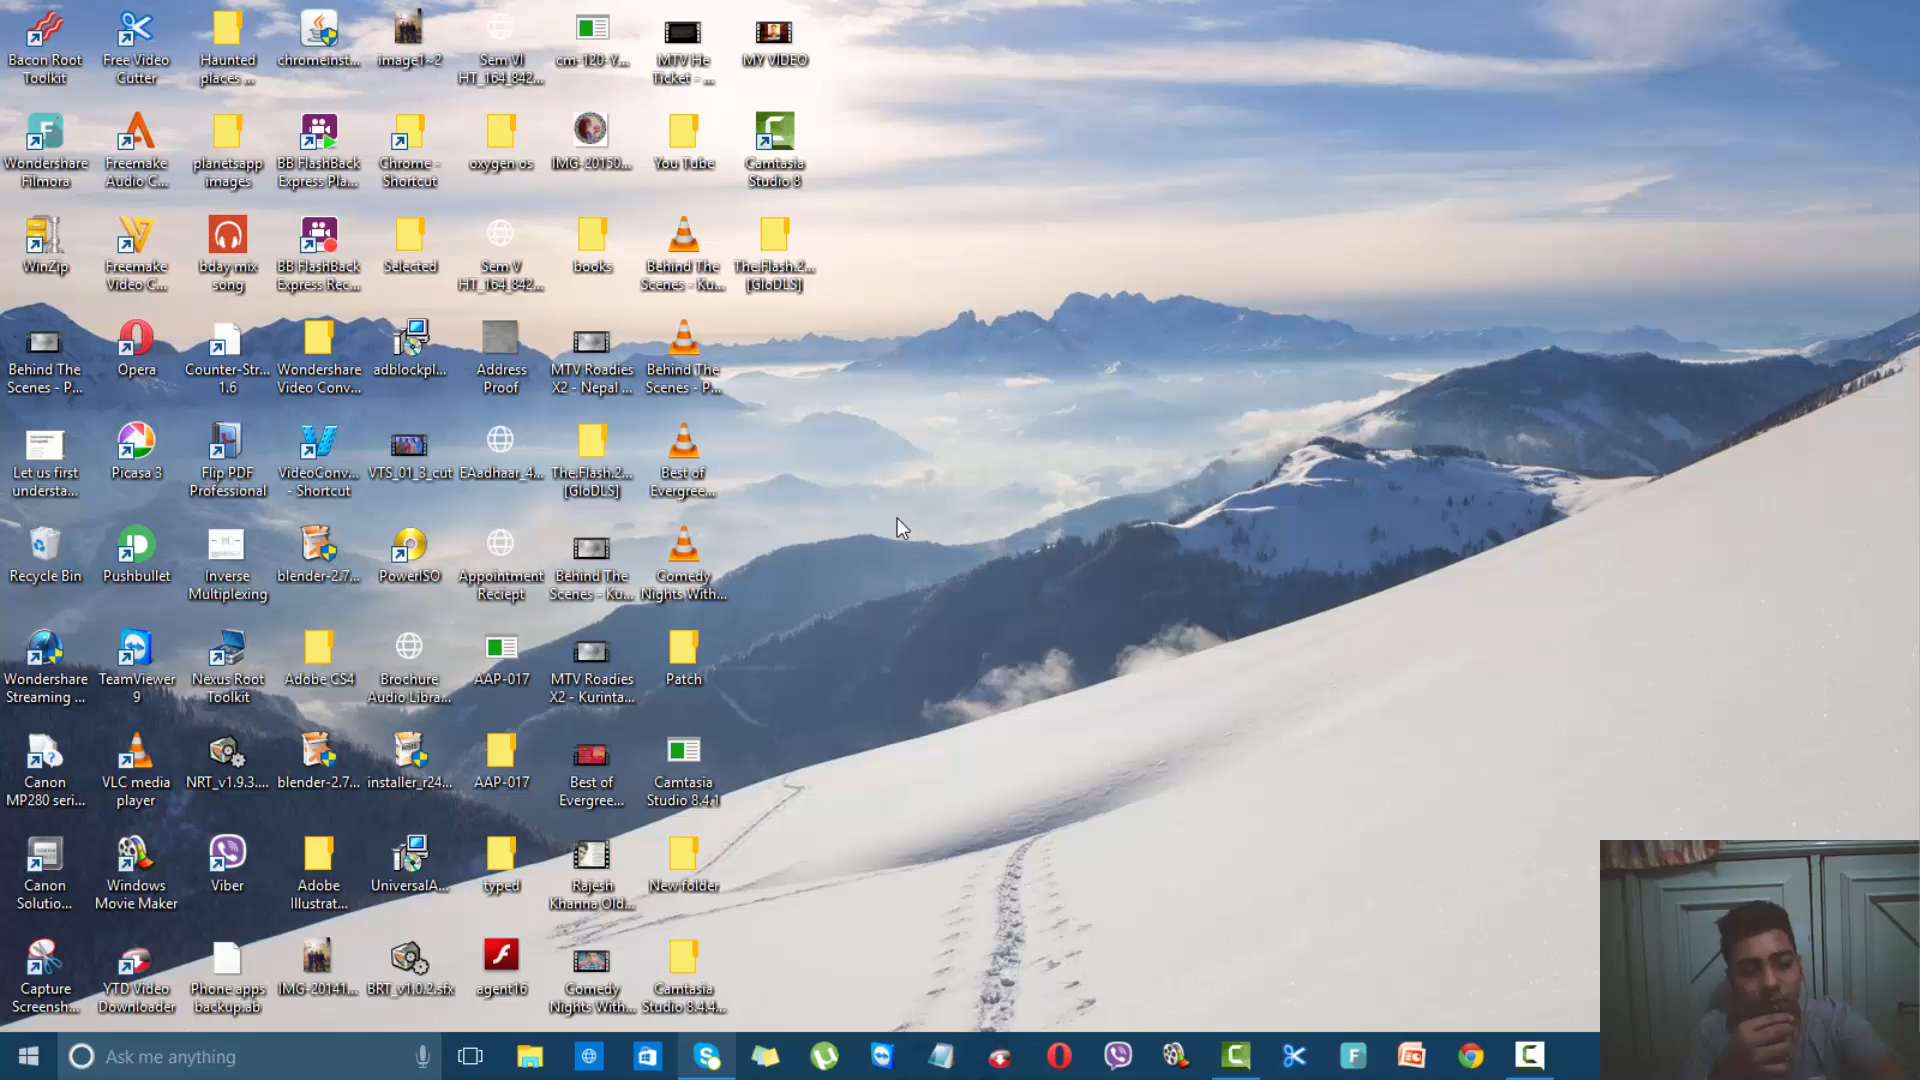 Bacon Root
Toolkit
Free Video
Cutter
Haunted
places ...
chromeinst...
image1~2
Sem VI
HT_164_842...
cm-120-Y...
MTV He
Ticket - ...
MY VIDEO
Wondershare
Filmora
Freemake
Audio C...
planetsapp
images
BB FlashBack
Express Pla...
Chrome -
Shortcut
oxygen os
IMG-20150...
You Tube
Camtasia
Studio 8
WinZip
Freemake
Video C...
bday mix
song
BB FlashBack
Express Rec...
Selected
Sem V
HT_164_842...
books
Behind The
Scenes - Ku...
The.Flash.2...
[GloDLS]
Behind The
Scenes - P...
Opera
Counter-Str...
1.6
Wondershare
Video Conv...
adblockpl...
Address
Proof
MTV Roadies
X2 - Nepal ...
Behind The
Scenes - P...
Let us first
understa...
Picasa 3
Flip PDF
Professional
VideoConv...
- Shortcut
VTS_01_3_cut
EAadhaar_4...
The.Flash.2...
[GloDLS]
Best of
Evergree...
Recycle Bin
Pushbullet
Inverse
Multiplexing
blender-2.7...
PowerISO
Appointment
Reciept
Behind The
Scenes - Ku...
Comedy
Nights With...
Wondershare
Streaming ...
TeamViewer
9
Nexus Root
Toolkit
Adobe CS4
Brochure
Audio Libra...
AAP-017
MTV Roadies
X2 - Kurinta...
Patch
Canon
MP280 seri...
VLC media
player
NRT_v1.9.3....
blender-2.7...
installer_r24...
AAP-017
Best of
Evergree...
Camtasia
Studio 8.4.1
Canon
Solutio...
Windows
Movie Maker
Viber
Adobe
Illustrat...
UniversalA...
typed
Rajesh
Khanna Old...
New folder
Capture
Screensh...
YTD Video
Downloader
Phone apps
backup.ab
IMG-20141...
BRT_v1.0.2.sfx
agent16
Comedy
Nights With...
Camtasia
Studio 8.4.4...
Ask me anything